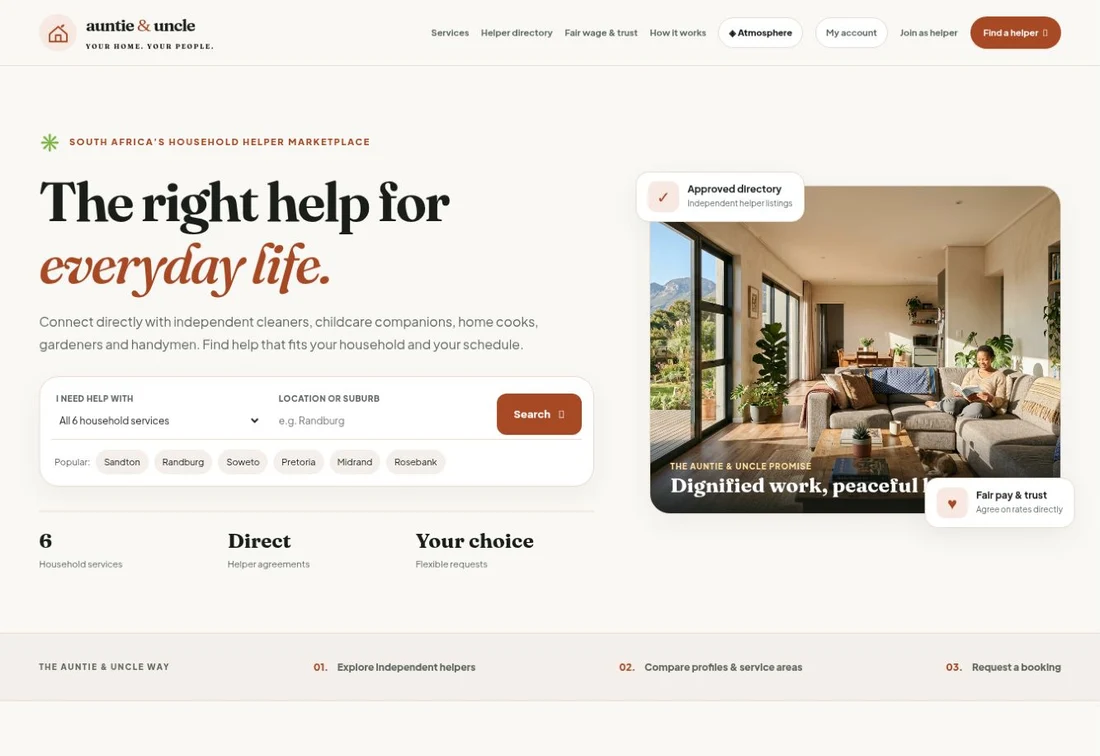 auntie & uncle
YOUR HOME. YOUR PEOPLE.
Services
Helper directory
Fair wage & trust
How it works
◆ Atmosphere
My account
Join as helper
Find a helper
SOUTH AFRICA'S HOUSEHOLD HELPER MARKETPLACE
The right help for
everyday life.
Connect directly with independent cleaners, childcare companions, home cooks,
gardeners and handymen. Find help that fits your household and your schedule.
I NEED HELP WITH
All 6 household services
LOCATION OR SUBURB
e.g. Randburg
Search
Popular:
Sandton
Randburg
Soweto
Pretoria
Midrand
Rosebank
6
Household services
Direct
Helper agreements
Your choice
Flexible requests
✓
Approved directory
Independent helper listings
THE AUNTIE & UNCLE PROMISE
Dignified work, peaceful
♥
Fair pay & trust
Agree on rates directly
THE AUNTIE & UNCLE WAY
01. Explore independent helpers
02. Compare profiles & service areas
03. Request a booking